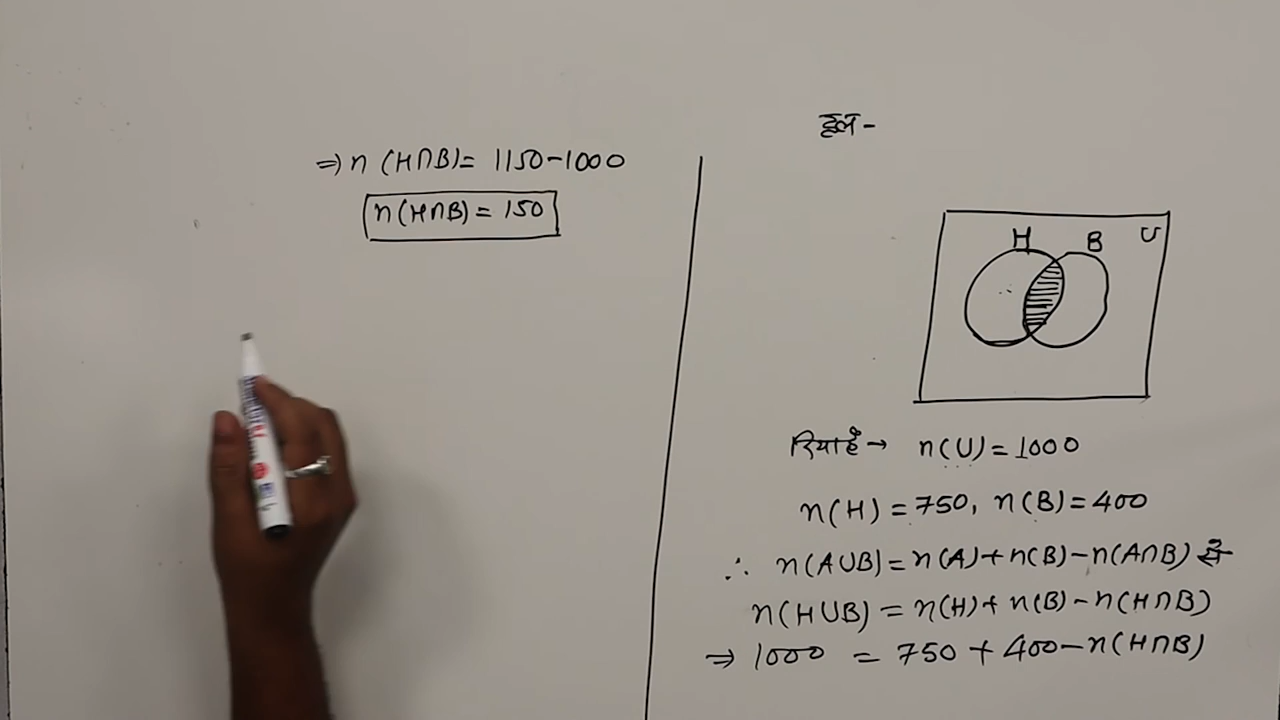 हल-
H B U
दिया है → n(U) = 1000
n(H) = 750, n(B) = 400
∴ n(A∪B) = n(A) + n(B) - n(A∩B) से
n(H∪B) = n(H) + n(B) - n(H∩B)
⇒ 1000 = 750 + 400 - n(H∩B)
⇒ n(H∩B) = 1150 - 1000
n(H∩B) = 150